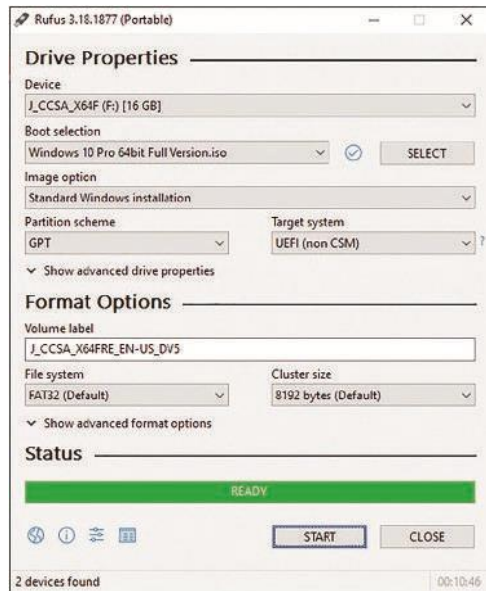 Rufus 3.18.1877 (Portable)
Drive Properties
Device
J_CCSA_X64F (F:) [16 GB]
Boot selection
Windows 10 Pro 64bit Full Version.iso
SELECT
Image option
Standard Windows installation
Partition scheme
Target system
GPT
UEFI (non CSM)
?
Show advanced drive properties
Format Options
Volume label
J_CCSA_X64FRE_EN-US_DV5
File system
Cluster size
FAT32 (Default)
8192 bytes (Default)
Show advanced format options
Status
READY
START
CLOSE
2 devices found
00:10:46